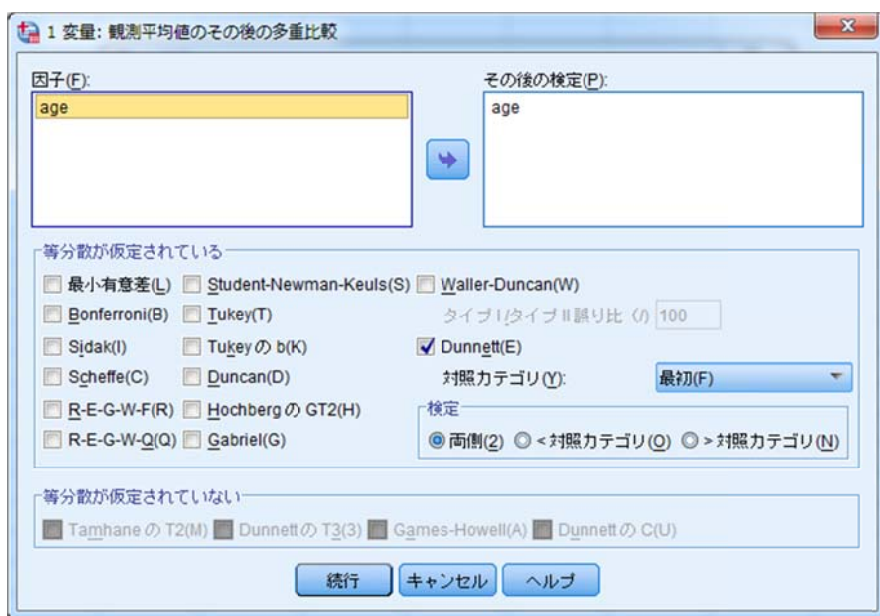 1 変量: 観測平均値のその後の多重比較
因子(F):
その後の検定(P):
age
age
等分散が仮定されている
最小有意差(L) Student-Newman-Keuls(S) Waller-Duncan(W)
Bonferroni(B) Tukey(T) タイプ I/タイプ II 誤り比 (/) 100
Sidak(I) Tukey の b(K) Dunnett(E)
Scheffe(C) Duncan(D) 対照カテゴリ(Y): 最初(F)
R-E-G-W-F(R) Hochberg の GT2(H) 検定
R-E-G-W-Q(Q) Gabriel(G) 両側(2) < 対照カテゴリ(O) > 対照カテゴリ(N)
等分散が仮定されていない
Tamhane の T2(M) Dunnett の T3(3) Games-Howell(A) Dunnett の C(U)
続行 キャンセル ヘルプ